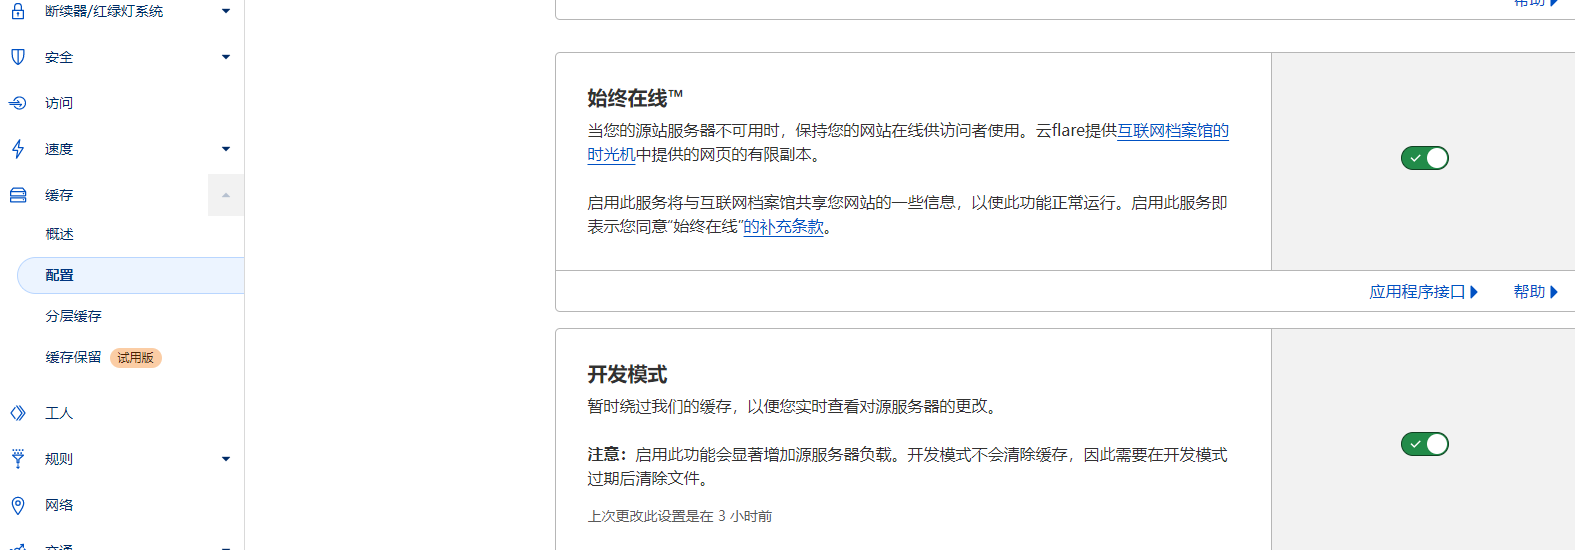 断续器/红绿灯系统
安全
访问
速度
缓存
概述
配置
分层缓存
缓存保留 试用版
工人
规则
网络
交通
帮助
始终在线™
当您的源站服务器不可用时，保持您的网站在线供访问者使用。云flare提供互联网档案馆的
时光机中提供的网页的有限副本。
启用此服务将与互联网档案馆共享您网站的一些信息，以使此功能正常运行。启用此服务即
表示您同意“始终在线”的补充条款。
应用程序接口 帮助
开发模式
暂时绕过我们的缓存，以便您实时查看对源服务器的更改。
注意：启用此功能会显著增加源服务器负载。开发模式不会清除缓存，因此需要在开发模式
过期后清除文件。
上次更改此设置是在 3 小时前